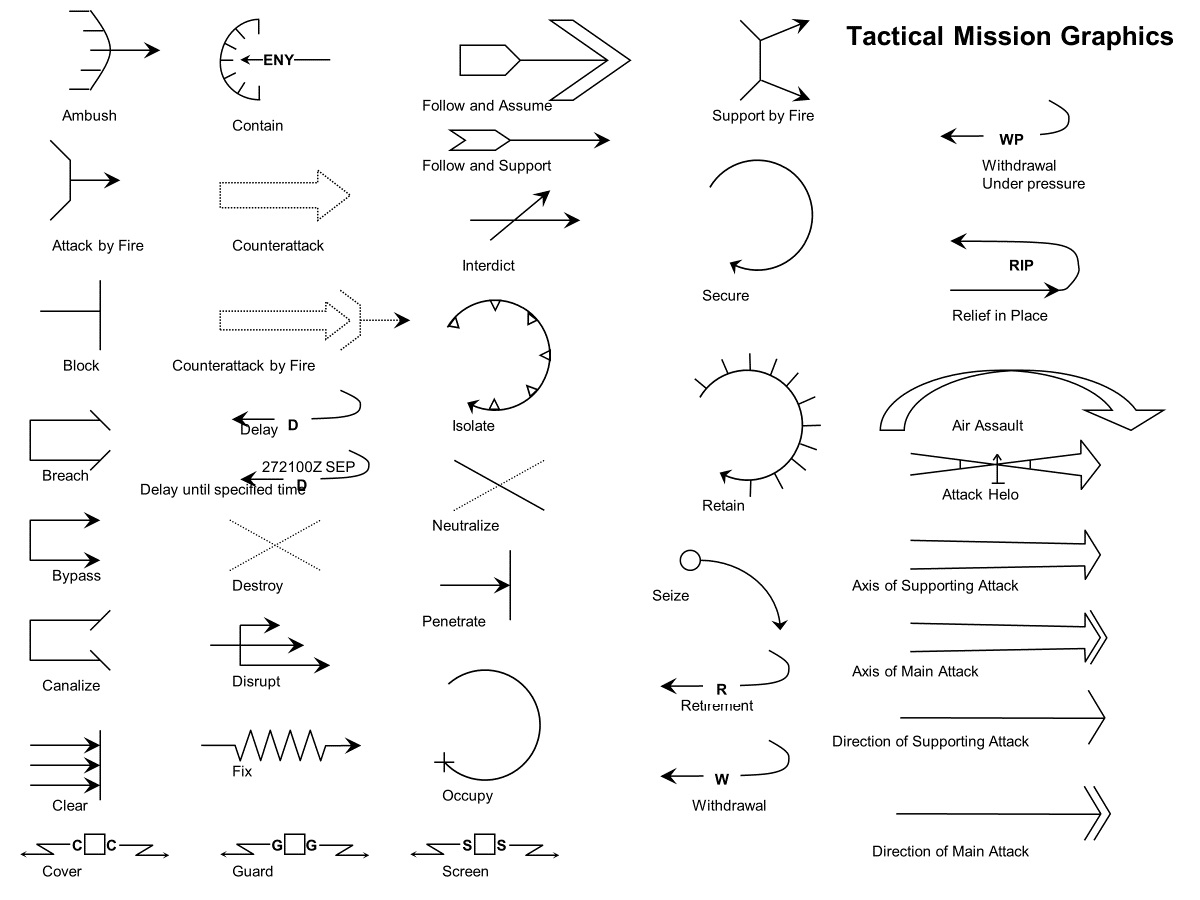 Tactical Mission Graphics
Ambush
Attack by Fire
Block
Breach
Bypass
Canalize
Clear
C C
Cover
ENY
Contain
Counterattack
Counterattack by Fire
D
Delay
272100Z SEP
D
Delay until specified time
Destroy
Disrupt
Fix
G G
Guard
Follow and Assume
Follow and Support
Interdict
Isolate
Neutralize
Penetrate
Occupy
S S
Screen
Support by Fire
Secure
Retain
Seize
R
Retirement
W
Withdrawal
WP
Withdrawal
Under pressure
RIP
Relief in Place
Air Assault
Attack Helo
Axis of Supporting Attack
Axis of Main Attack
Direction of Supporting Attack
Direction of Main Attack